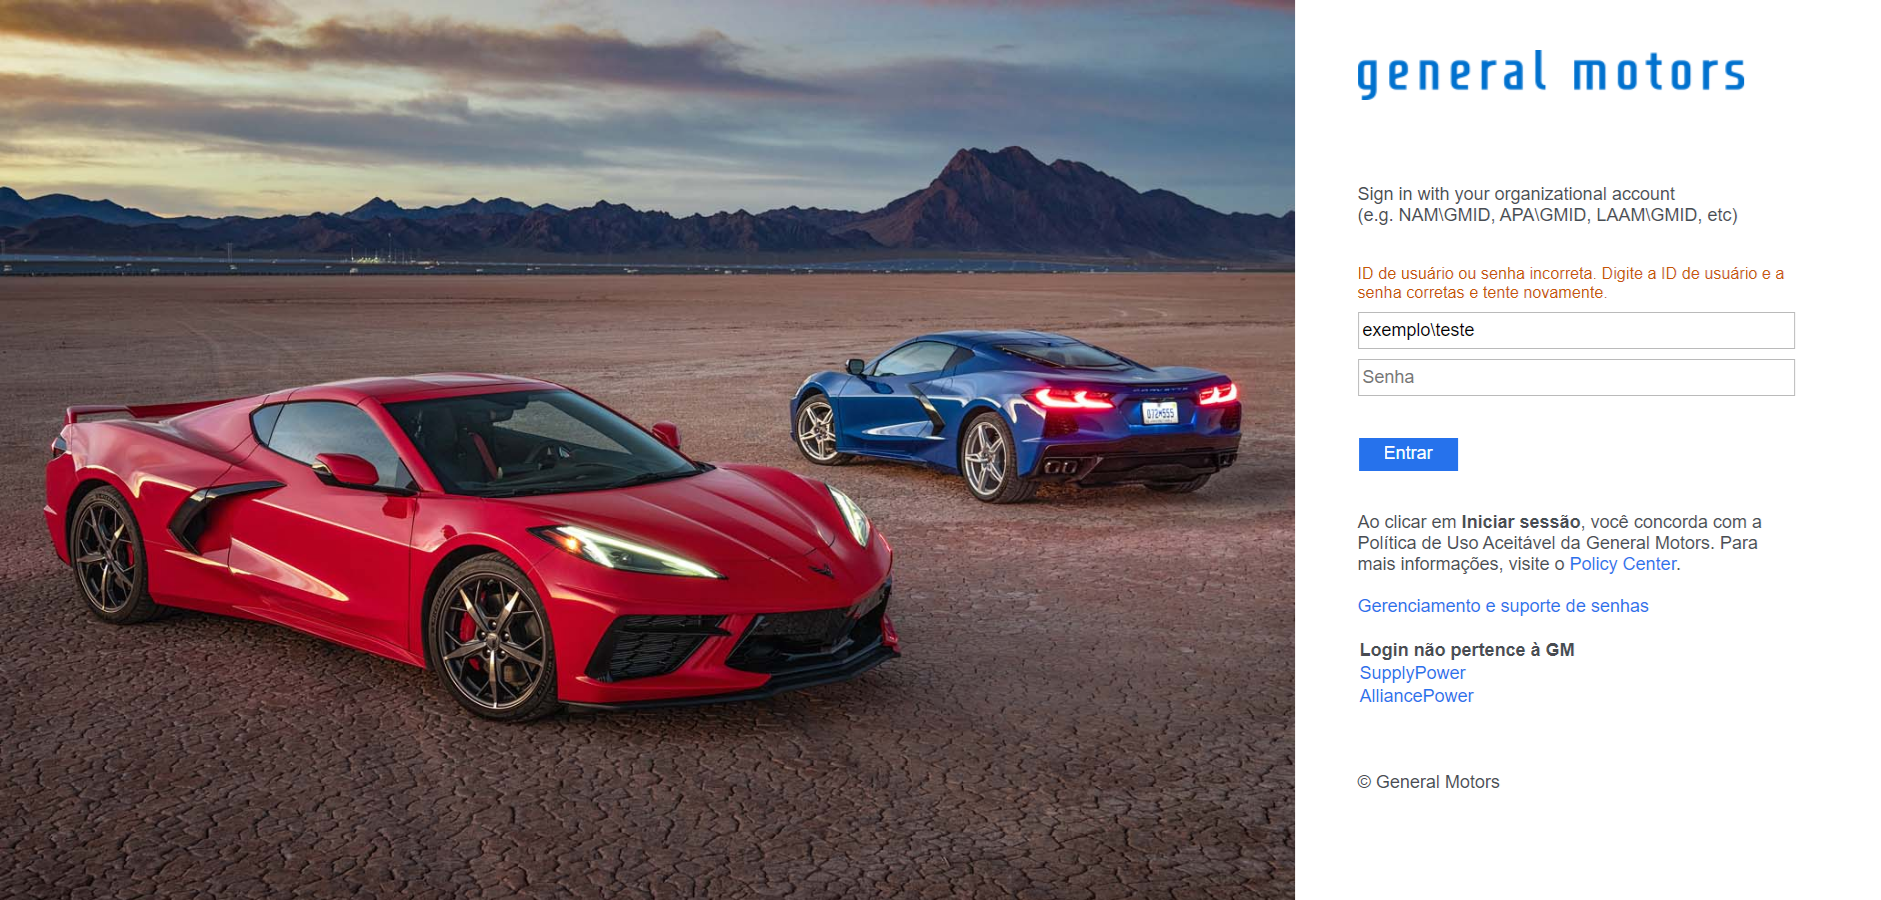 general motors
Sign in with your organizational account
(e.g. NAM\GMID, APA\GMID, LAAM\GMID, etc)
ID de usuário ou senha incorreta. Digite a ID de usuário e a
senha corretas e tente novamente.
exemplo\teste
Senha
Entrar
Ao clicar em Iniciar sessão, você concorda com a
Política de Uso Aceitável da General Motors. Para
mais informações, visite o Policy Center.
Gerenciamento e suporte de senhas
Login não pertence à GM
SupplyPower
AlliancePower
© General Motors
CORVETTE